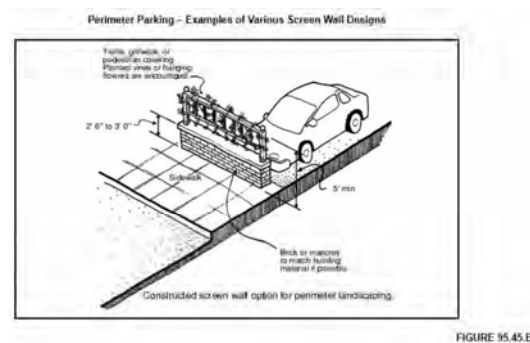 Perimeter Parking – Examples of Various Screen Wall Designs
Trellis, grillwork, or
pedestrian covering.
Planted vines or hanging
flowers are encouraged.
2' 6" to 3' 0"
Sidewalk
5' min
Brick or masonry
to match building
material if possible
Constructed screen wall option for perimeter landscaping.
FIGURE 95.45.B